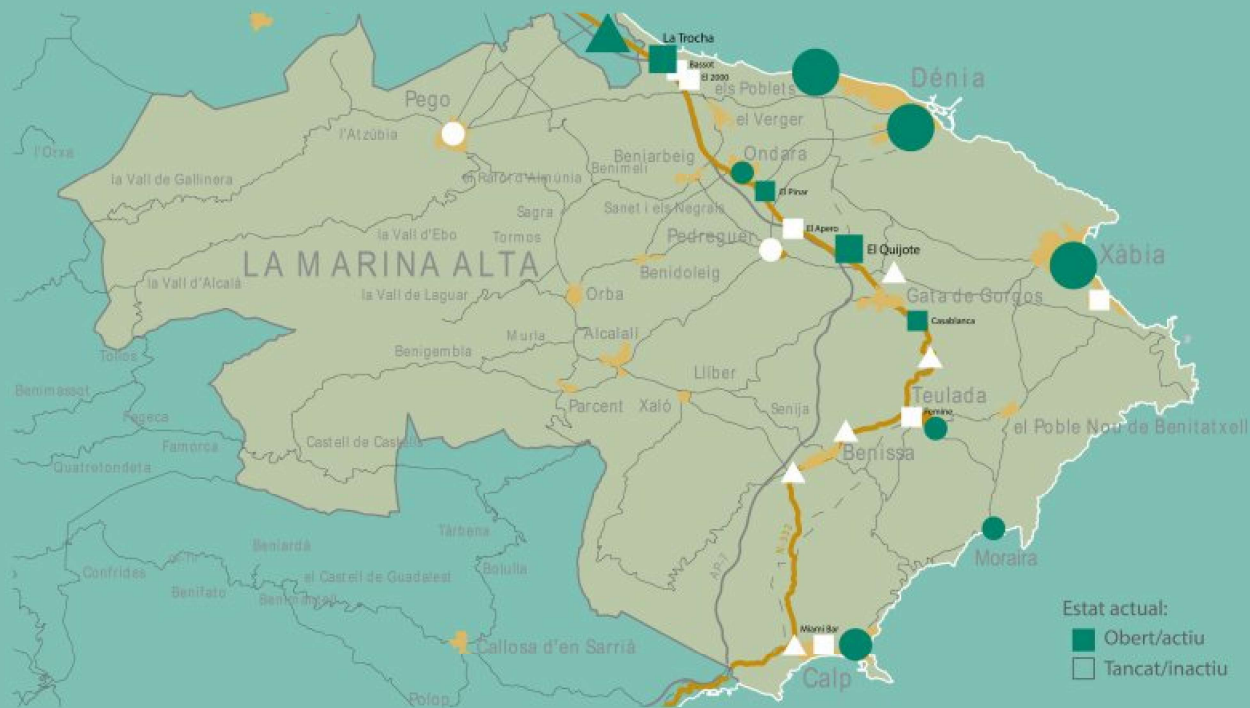 La Trocha
Bassot
El 2000
els Poblets
Dénia
Pego
el Verger
l'Atzúbia
l'Orxa
Beniarbeig
Ondara
Benimeli
la Vall de Gallinera
el Ràfol d'Almúnia
El Pinar
Sagra
Sanet i els Negrals
El Apero
la Vall d'Ebo
Tormos
Pedreguer
El Quijote
Xàbia
LA MARINA ALTA
Benidoleig
la Vall d'Alcalà
la Vall de Laguar
Orba
Gata de Gorgos
Casablanca
Murla
Alcalalí
Tollos
Benigembla
Llíber
Benimassot
Parcent
Xaló
Senija
Teulada
Femine
Fageca
el Poble Nou de Benitatxell
Famorca
Castell de Castells
Benissa
Quatretondeta
Tàrbena
N-332
Beniardà
AP-7
Moraira
Confrides
el Castell de Guadalest
Bolulla
Benifato
Benimantell
Estat actual:
Obert/actiu
Tancat/inactiu
Miami Bar
Callosa d'en Sarrià
Calp
Polop